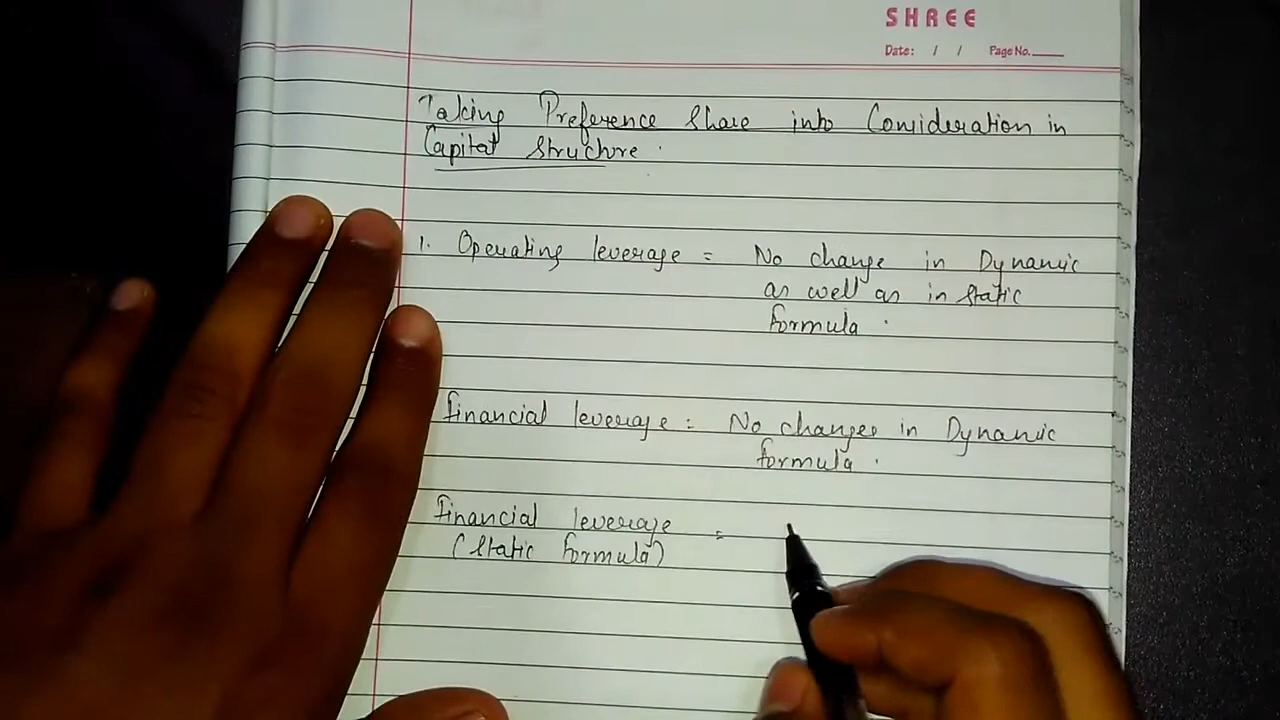 SHREE
Date: / / Page No.
Taking Preference Share into Consideration in
Capital Structure.
1. Operating leverage = No change in Dynamic
as well as in static
formula.
Financial leverage = No changes in Dynamic
formula.
Financial leverage =
(Static formula)